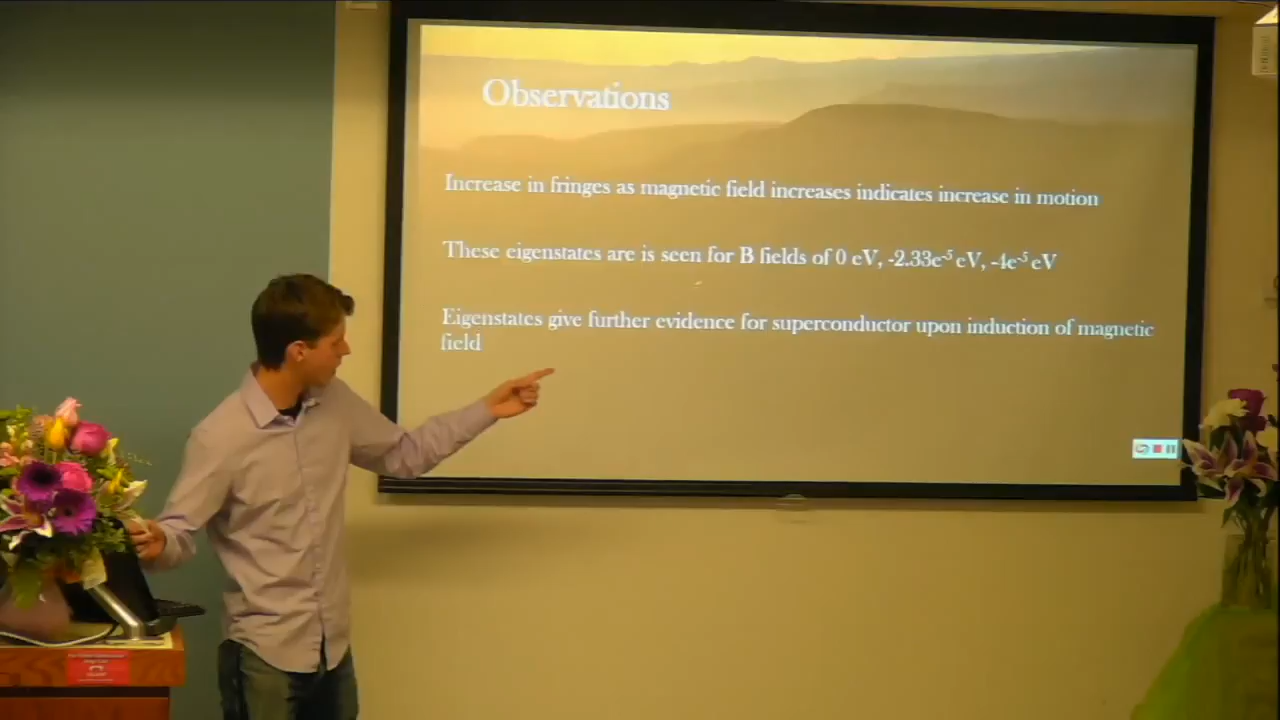 Observations
Increase in fringes as magnetic field increases indicates increase in motion
These eigenstates are is seen for B fields of 0 eV, -2.33e⁻⁵ eV, -4e⁻⁵ eV
Eigenstates give further evidence for superconductor upon induction of magnetic
field